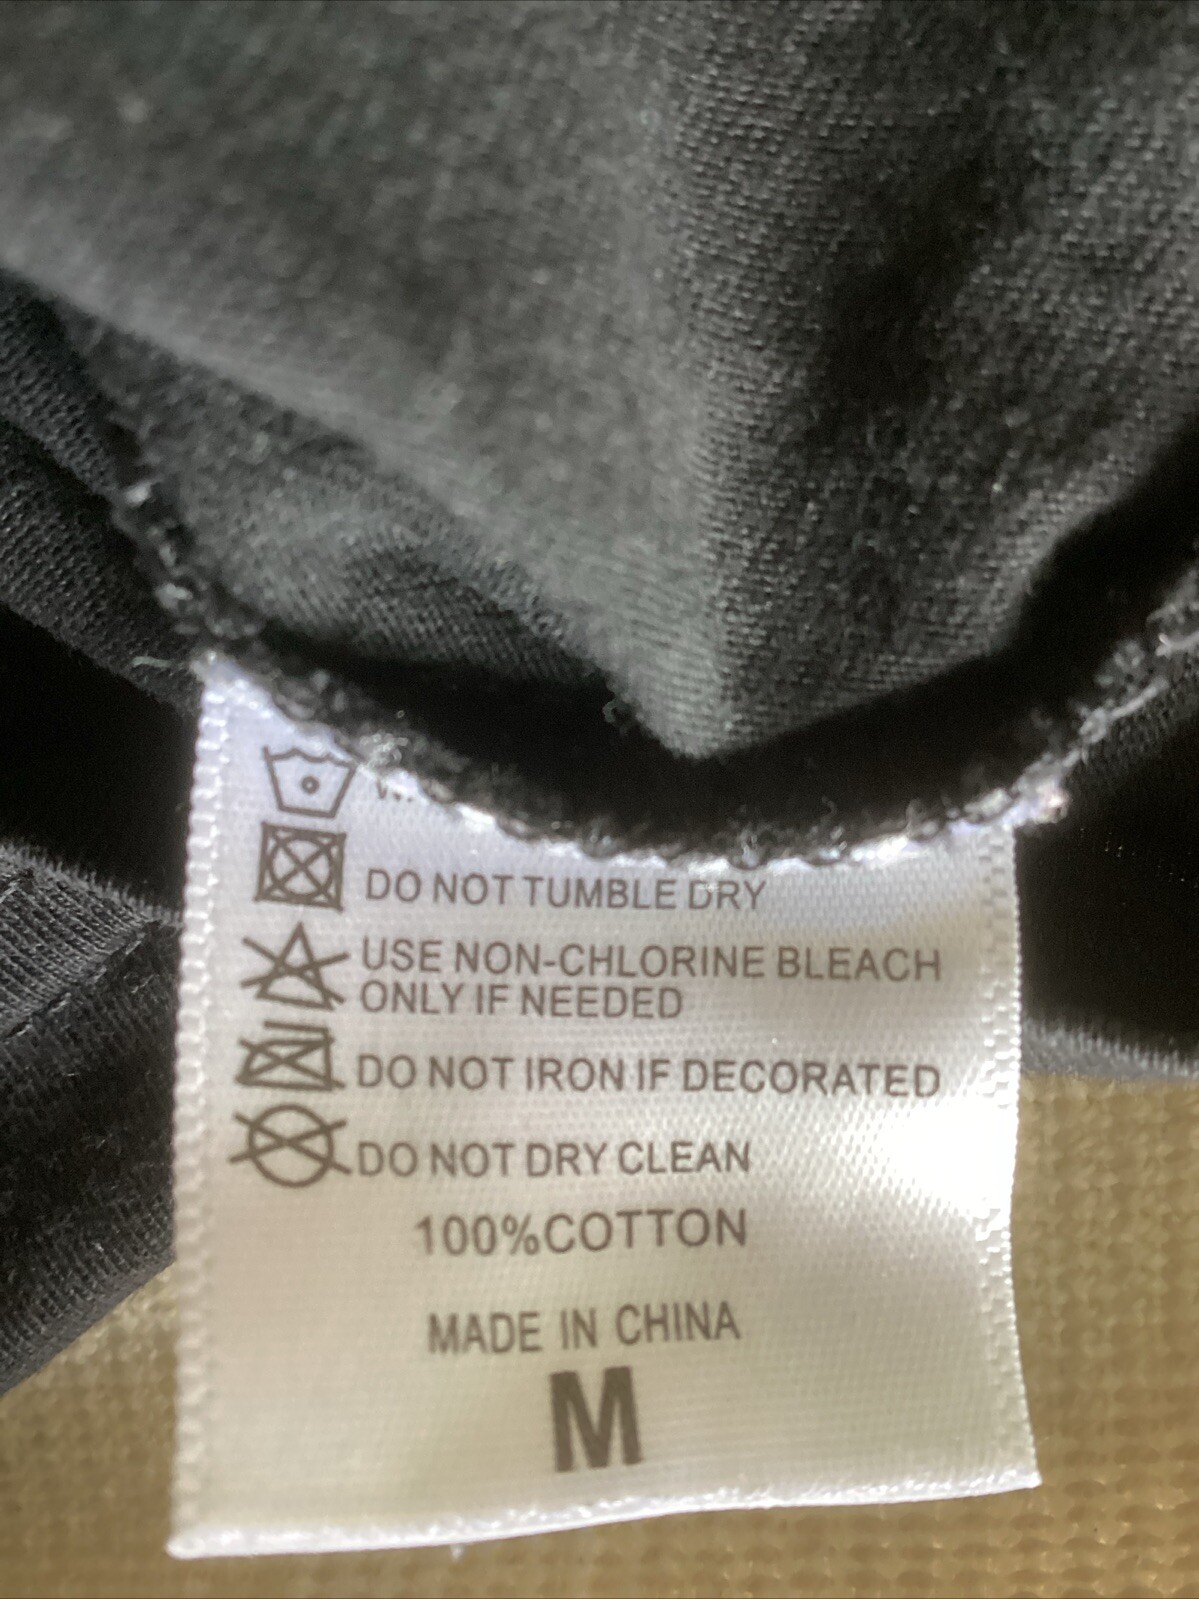 DO NOT TUMBLE DRY
USE NON-CHLORINE BLEACH
ONLY IF NEEDED
DO NOT IRON IF DECORATED
DO NOT DRY CLEAN
100%COTTON
MADE IN CHINA
M